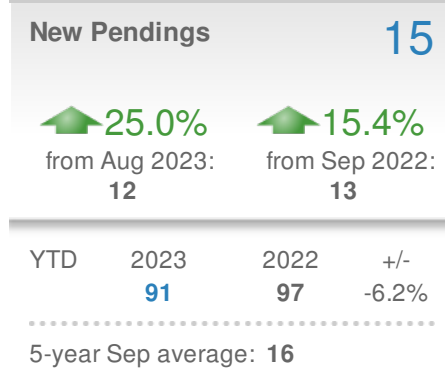 New Pendings 15
25.0% 15.4%
from Aug 2023: from Sep 2022:
12 13
YTD 2023 2022 +/-
91 97 -6.2%
5-year Sep average: 16